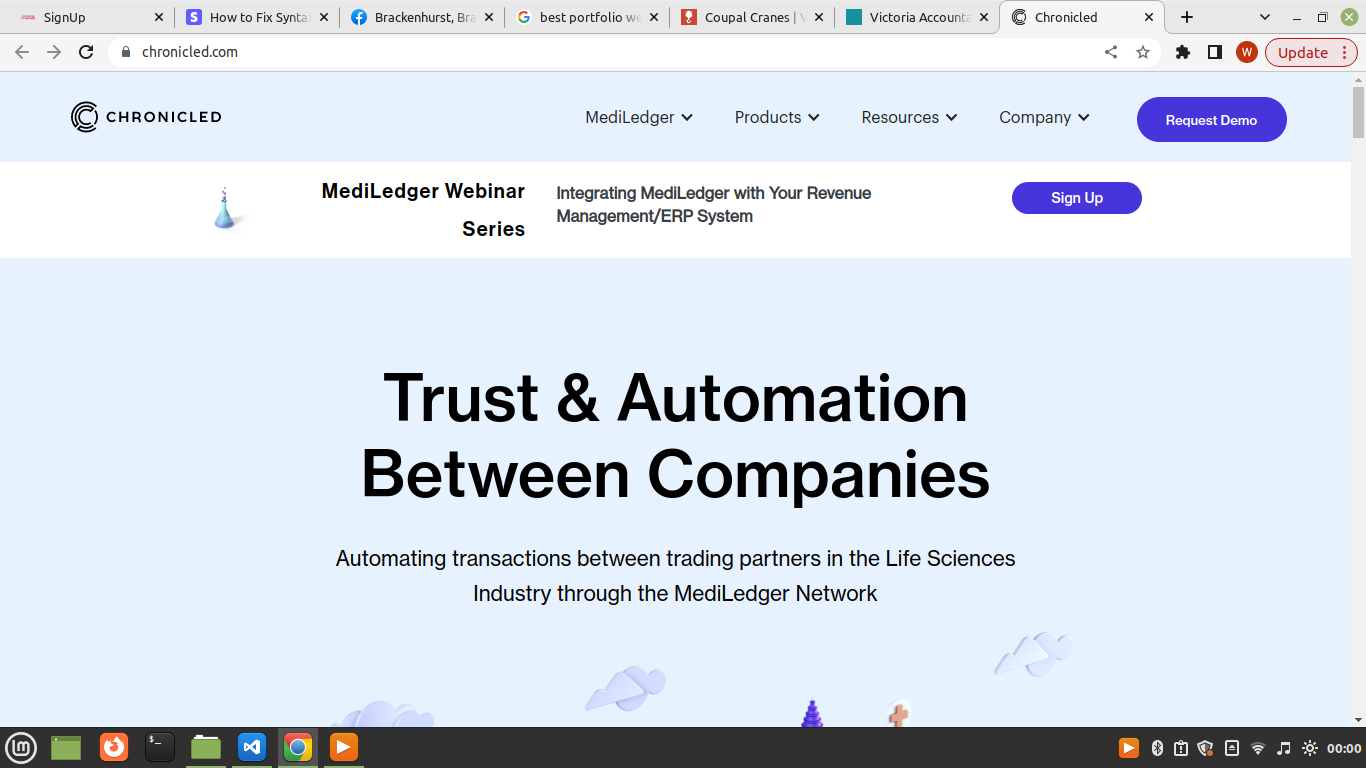 SignUp
How to Fix Synta
Brackenhurst, Bra
best portfolio we
Coupal Cranes | V
Victoria Accounta
Chronicled
chronicled.com
W
Update
CHRONICLED
MediLedger
Products
Resources
Company
Request Demo
MediLedger Webinar
Series
Integrating MediLedger with Your Revenue
Management/ERP System
Sign Up
Trust & Automation
Between Companies
Automating transactions between trading partners in the Life Sciences
Industry through the MediLedger Network
00:00